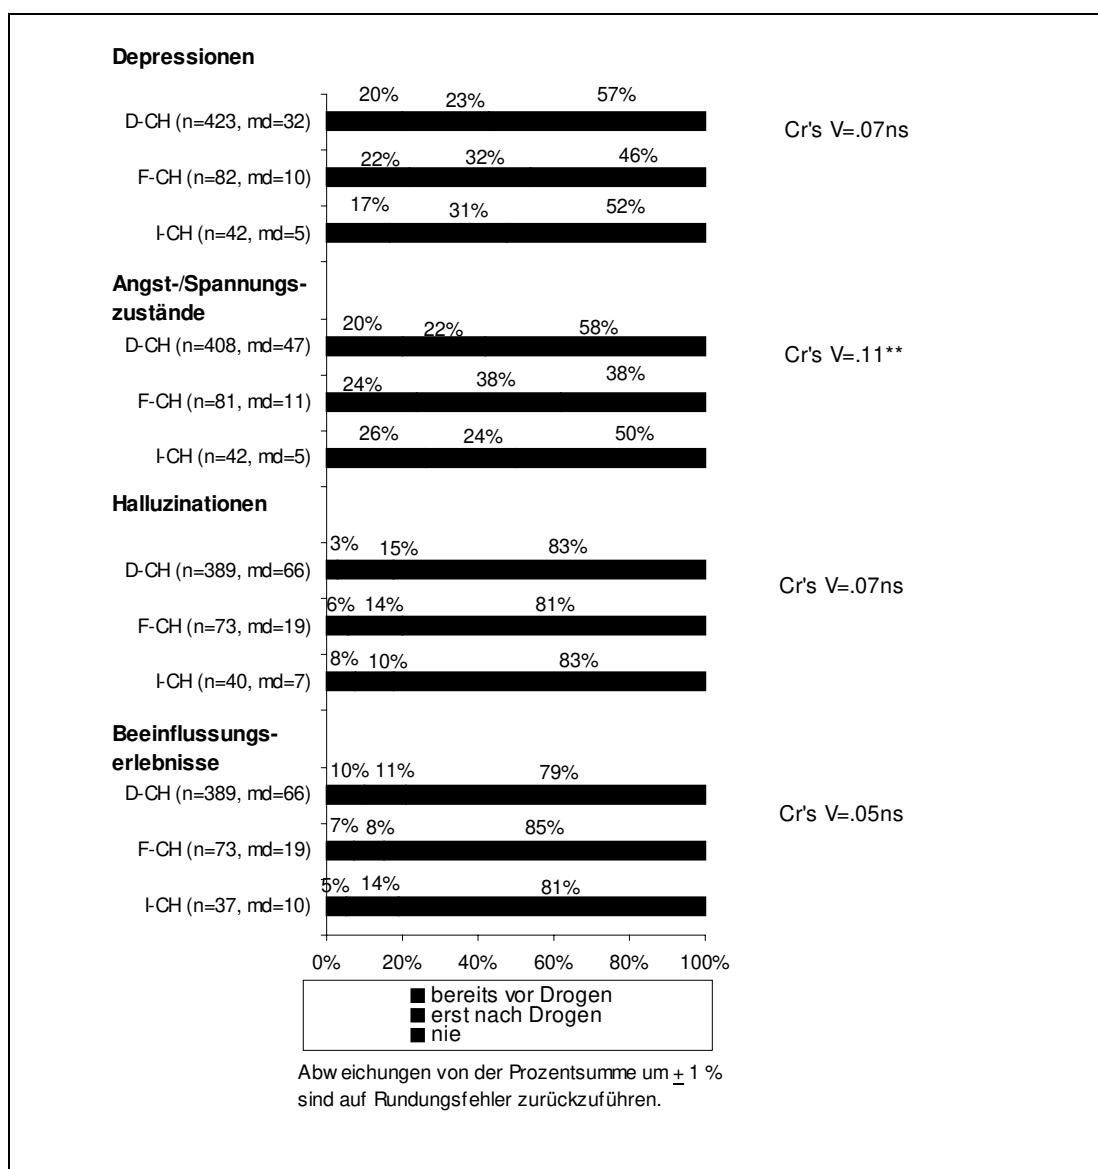 Depressionen
20% 23% 57%
D-CH (n=423, md=32)
Cr's V=.07ns
22% 32% 46%
F-CH (n=82, md=10)
17% 31% 52%
I-CH (n=42, md=5)
Angst-/Spannungs-
zustände
20% 22% 58%
D-CH (n=408, md=47)
Cr's V=.11**
24% 38% 38%
F-CH (n=81, md=11)
26% 24% 50%
I-CH (n=42, md=5)
Halluzinationen
3% 15% 83%
D-CH (n=389, md=66)
Cr's V=.07ns
6% 14% 81%
F-CH (n=73, md=19)
8% 10% 83%
I-CH (n=40, md=7)
Beeinflussungs-
erlebnisse
10% 11% 79%
D-CH (n=389, md=66)
Cr's V=.05ns
7% 8% 85%
F-CH (n=73, md=19)
5% 14% 81%
I-CH (n=37, md=10)
0% 20% 40% 60% 80% 100%
bereits vor Drogen
erst nach Drogen
nie
Abweichungen von der Prozentsumme um ± 1 %
sind auf Rundungsfehler zurückzuführen.